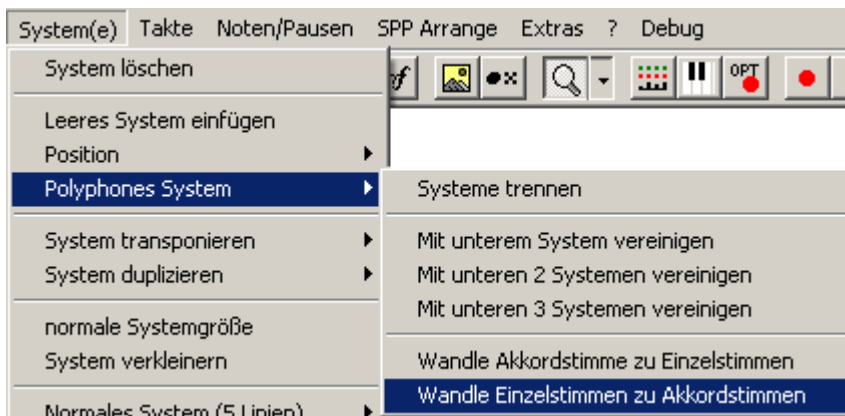 System(e) Takte Noten/Pausen SPP Arrange Extras ? Debug
OPT
System löschen
Leeres System einfügen
Position
Polyphones System
System transponieren
System duplizieren
normale Systemgröße
System verkleinern
Normales System (5 Linien)
Systeme trennen
Mit unterem System vereinigen
Mit unteren 2 Systemen vereinigen
Mit unteren 3 Systemen vereinigen
Wandle Akkordstimme zu Einzelstimmen
Wandle Einzelstimmen zu Akkordstimmen